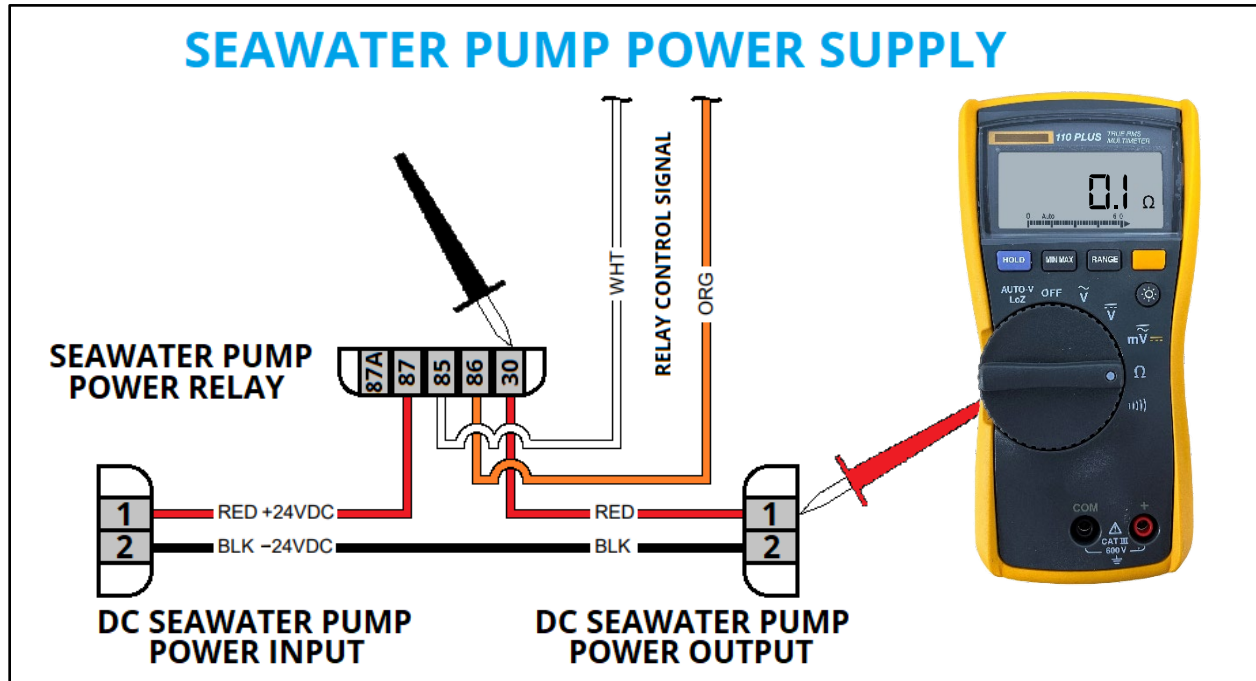 SEAWATER PUMP POWER SUPPLY
RELAY CONTROL SIGNAL
WHT
ORG
SEAWATER PUMP
POWER RELAY
87A
87
85
86
30
1
2
RED +24VDC
BLK −24VDC
RED
BLK
1
2
DC SEAWATER PUMP
POWER INPUT
DC SEAWATER PUMP
POWER OUTPUT
110 PLUS TRUE RMS
MULTIMETER
0.1 Ω
0 Auto 6 0
HOLD MIN MAX RANGE
AUTO-V
LoZ
OFF
V
V
mV
Ω
COM
+
CAT III
600 V